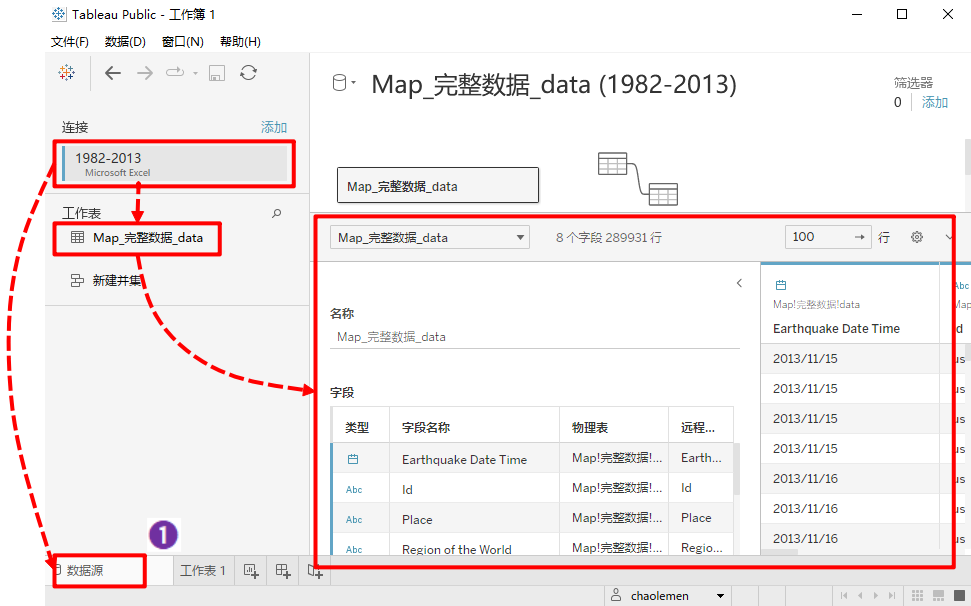 Tableau Public - 工作簿 1
文件(F) 数据(D) 窗口(N) 帮助(H)
连接 添加
1982-2013
Microsoft Excel
工作表
Map_完整数据_data
新建并集
Map_完整数据_data (1982-2013)
筛选器
0 添加
Map_完整数据_data
Map_完整数据_data 8 个字段 289931 行 100 行
名称
Map_完整数据_data
字段
类型 字段名称 物理表 远程...
Earthquake Date Time Map!完整数据!... Earth...
Abc Id Map!完整数据!... Id
Abc Place Map!完整数据!... Place
Abc Region of the World Map!完整数据!... Regio...
Abc
Map!完整数据!data Map
Earthquake Date Time
2013/11/15 us
2013/11/15 us
2013/11/15 us
2013/11/15 us
2013/11/16 us
2013/11/16 us
2013/11/16 us
1
数据源 工作表 1
chaolemen